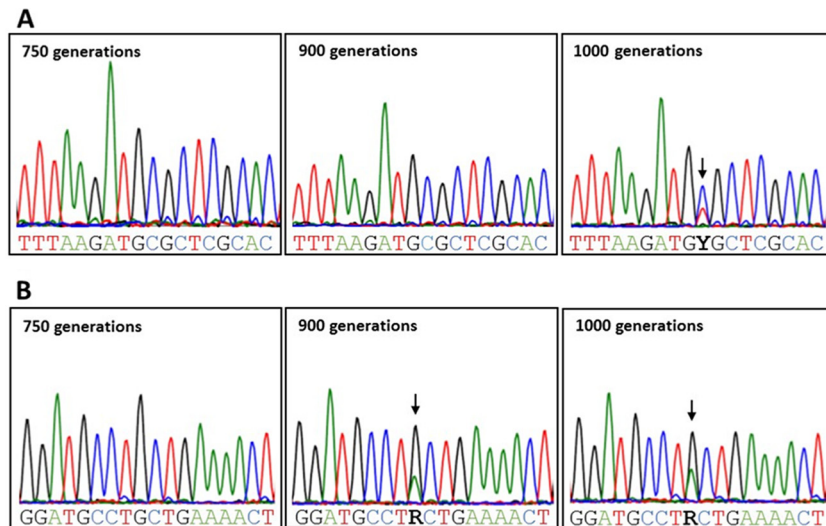 A
750 generations
TTTAAGATGCGCTCGCAC
900 generations
TTTAAGATGCGCTCGCAC
1000 generations
TTTAAGATGYGCTCGCAC
B
750 generations
GGATGCCTGCTGAAAACT
900 generations
GGATGCCTRCTGAAAACT
1000 generations
GGATGCCTRCTGAAAACT